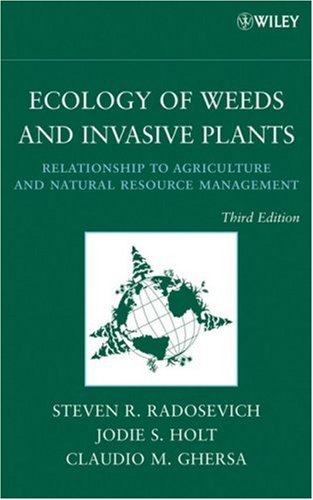 WILEY
ECOLOGY OF WEEDS
AND INVASIVE PLANTS
RELATIONSHIP TO AGRICULTURE
AND NATURAL RESOURCE MANAGEMENT
Third Edition
STEVEN R. RADOSEVICH
JODIE S. HOLT
CLAUDIO M. GHERSA